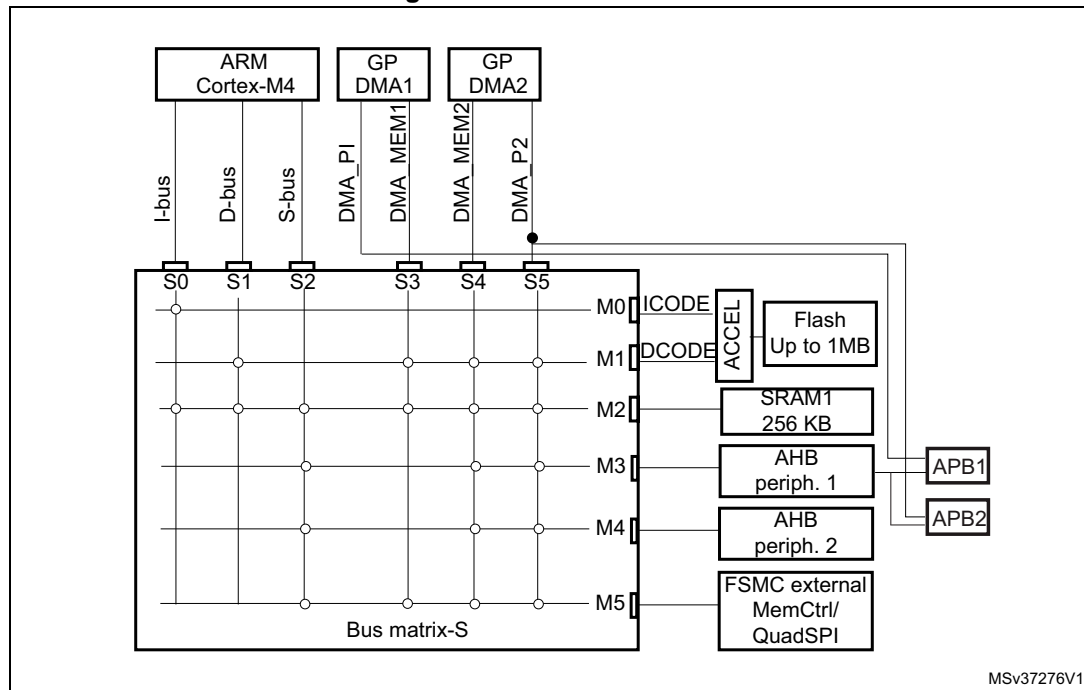 ARM
Cortex-M4
GP
DMA1
GP
DMA2
I-bus
D-bus
S-bus
DMA_PI
DMA_MEM1
DMA_MEM2
DMA_P2
S0
S1
S2
S3
S4
S5
M0
ICODE
M1
DCODE
ACCEL
Flash
Up to 1MB
M2
SRAM1
256 KB
M3
AHB
periph. 1
APB1
M4
AHB
periph. 2
APB2
M5
FSMC external
MemCtrl/
QuadSPI
Bus matrix-S
MSv37276V1